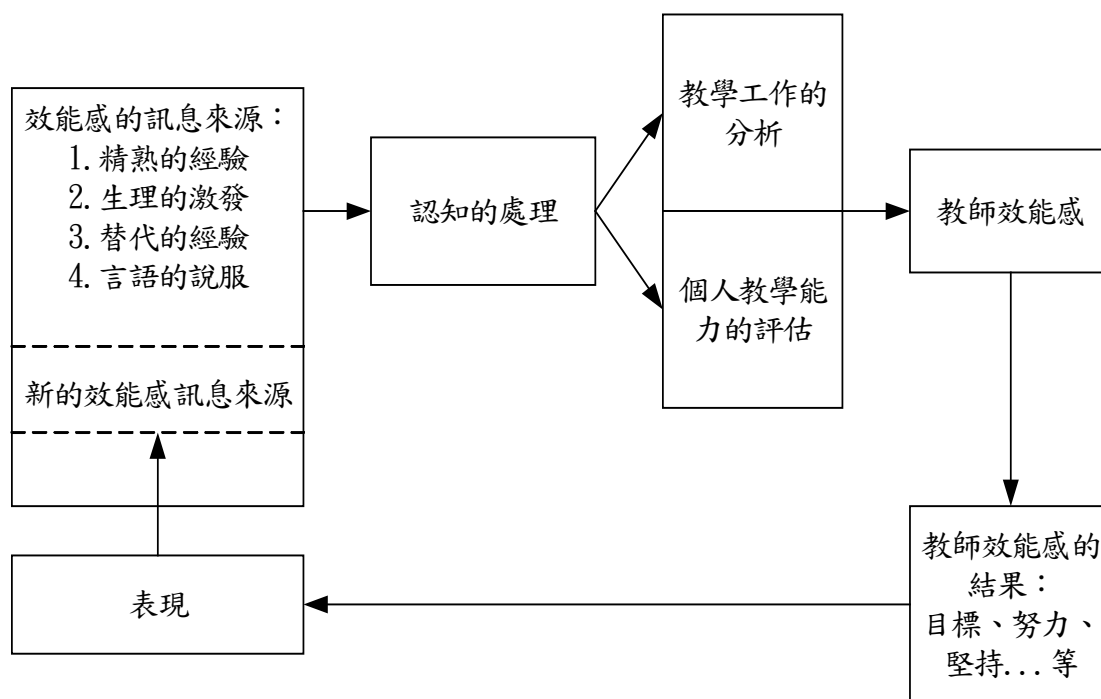 效能感的訊息來源：
1.精熟的經驗
2.生理的激發
3.替代的經驗
4.言語的說服
新的效能感訊息來源
認知的處理
教學工作的
分析
個人教學能
力的評估
教師效能感
教師效能感的
結果：
目標、努力、
堅持...等
表現